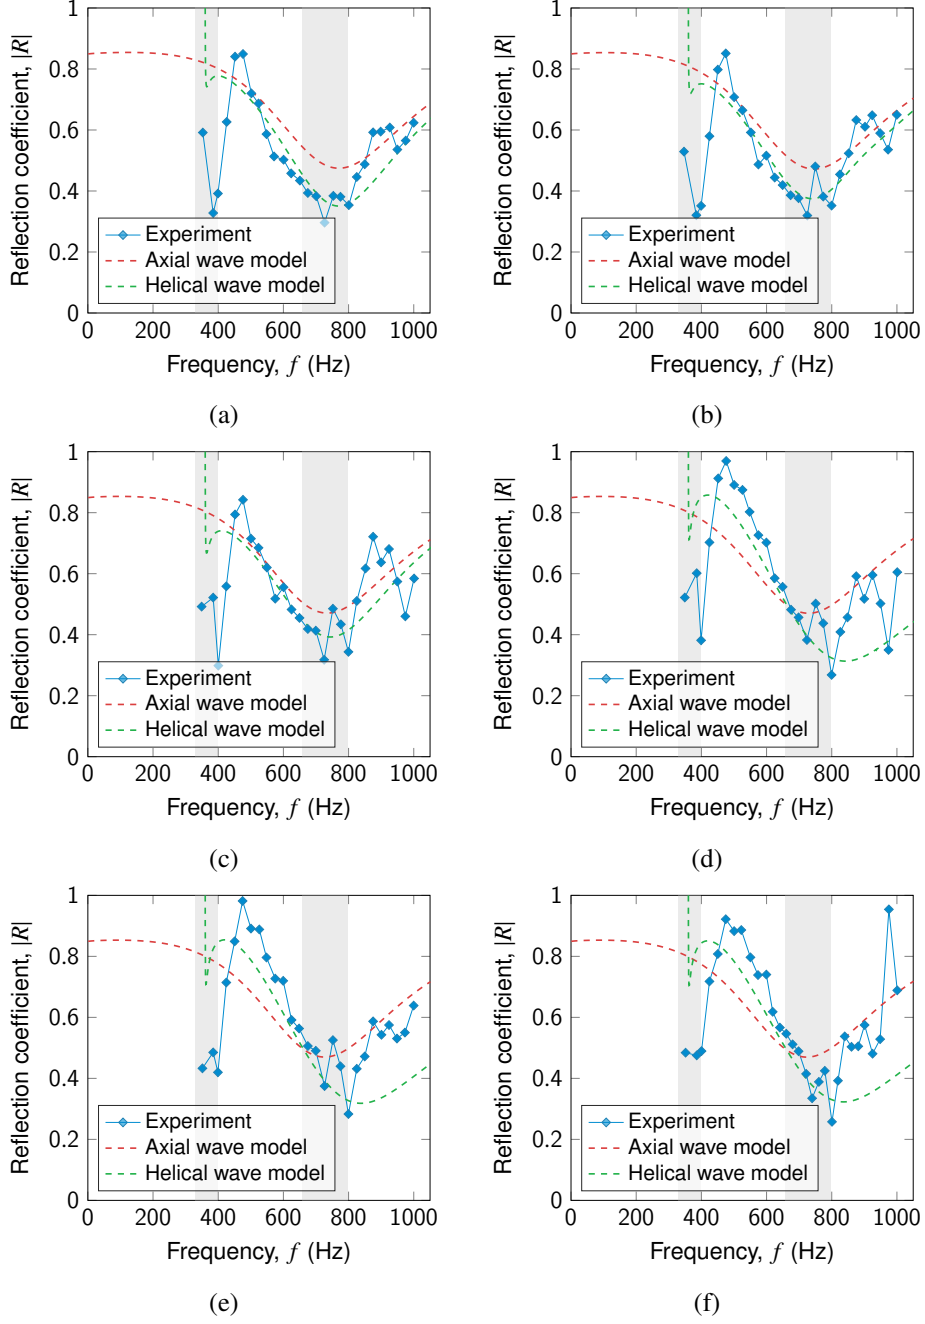 1
0.8
0.6
0.4
0.2
0
Reflection coefficient, |R|
Experiment
Axial wave model
Helical wave model
0 200 400 600 800 1000
Frequency, f (Hz)
(a)
1
0.8
0.6
0.4
0.2
0
Reflection coefficient, |R|
Experiment
Axial wave model
Helical wave model
0 200 400 600 800 1000
Frequency, f (Hz)
(b)
1
0.8
0.6
0.4
0.2
0
Reflection coefficient, |R|
Experiment
Axial wave model
Helical wave model
0 200 400 600 800 1000
Frequency, f (Hz)
(c)
1
0.8
0.6
0.4
0.2
0
Reflection coefficient, |R|
Experiment
Axial wave model
Helical wave model
0 200 400 600 800 1000
Frequency, f (Hz)
(d)
1
0.8
0.6
0.4
0.2
0
Reflection coefficient, |R|
Experiment
Axial wave model
Helical wave model
0 200 400 600 800 1000
Frequency, f (Hz)
(e)
1
0.8
0.6
0.4
0.2
0
Reflection coefficient, |R|
Experiment
Axial wave model
Helical wave model
0 200 400 600 800 1000
Frequency, f (Hz)
(f)